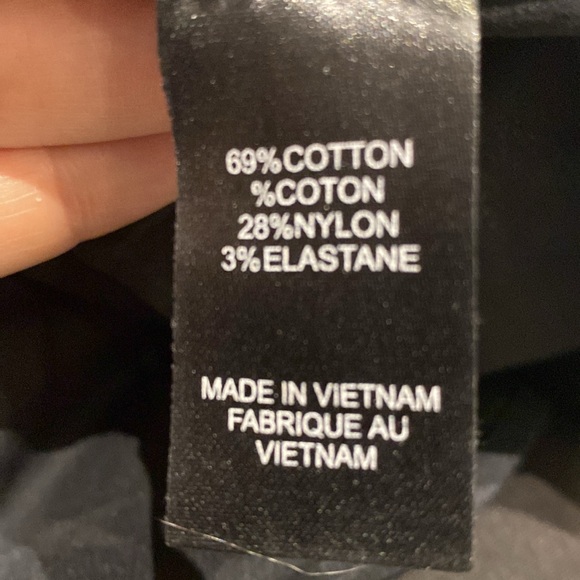 69%COTTON
%COTON
28%NYLON
3%ELASTANE
MADE IN VIETNAM
FABRIQUE AU
VIETNAM